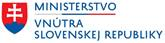 MINISTERSTVO
VNÚTRA
SLOVENSKEJ REPUBLIKY